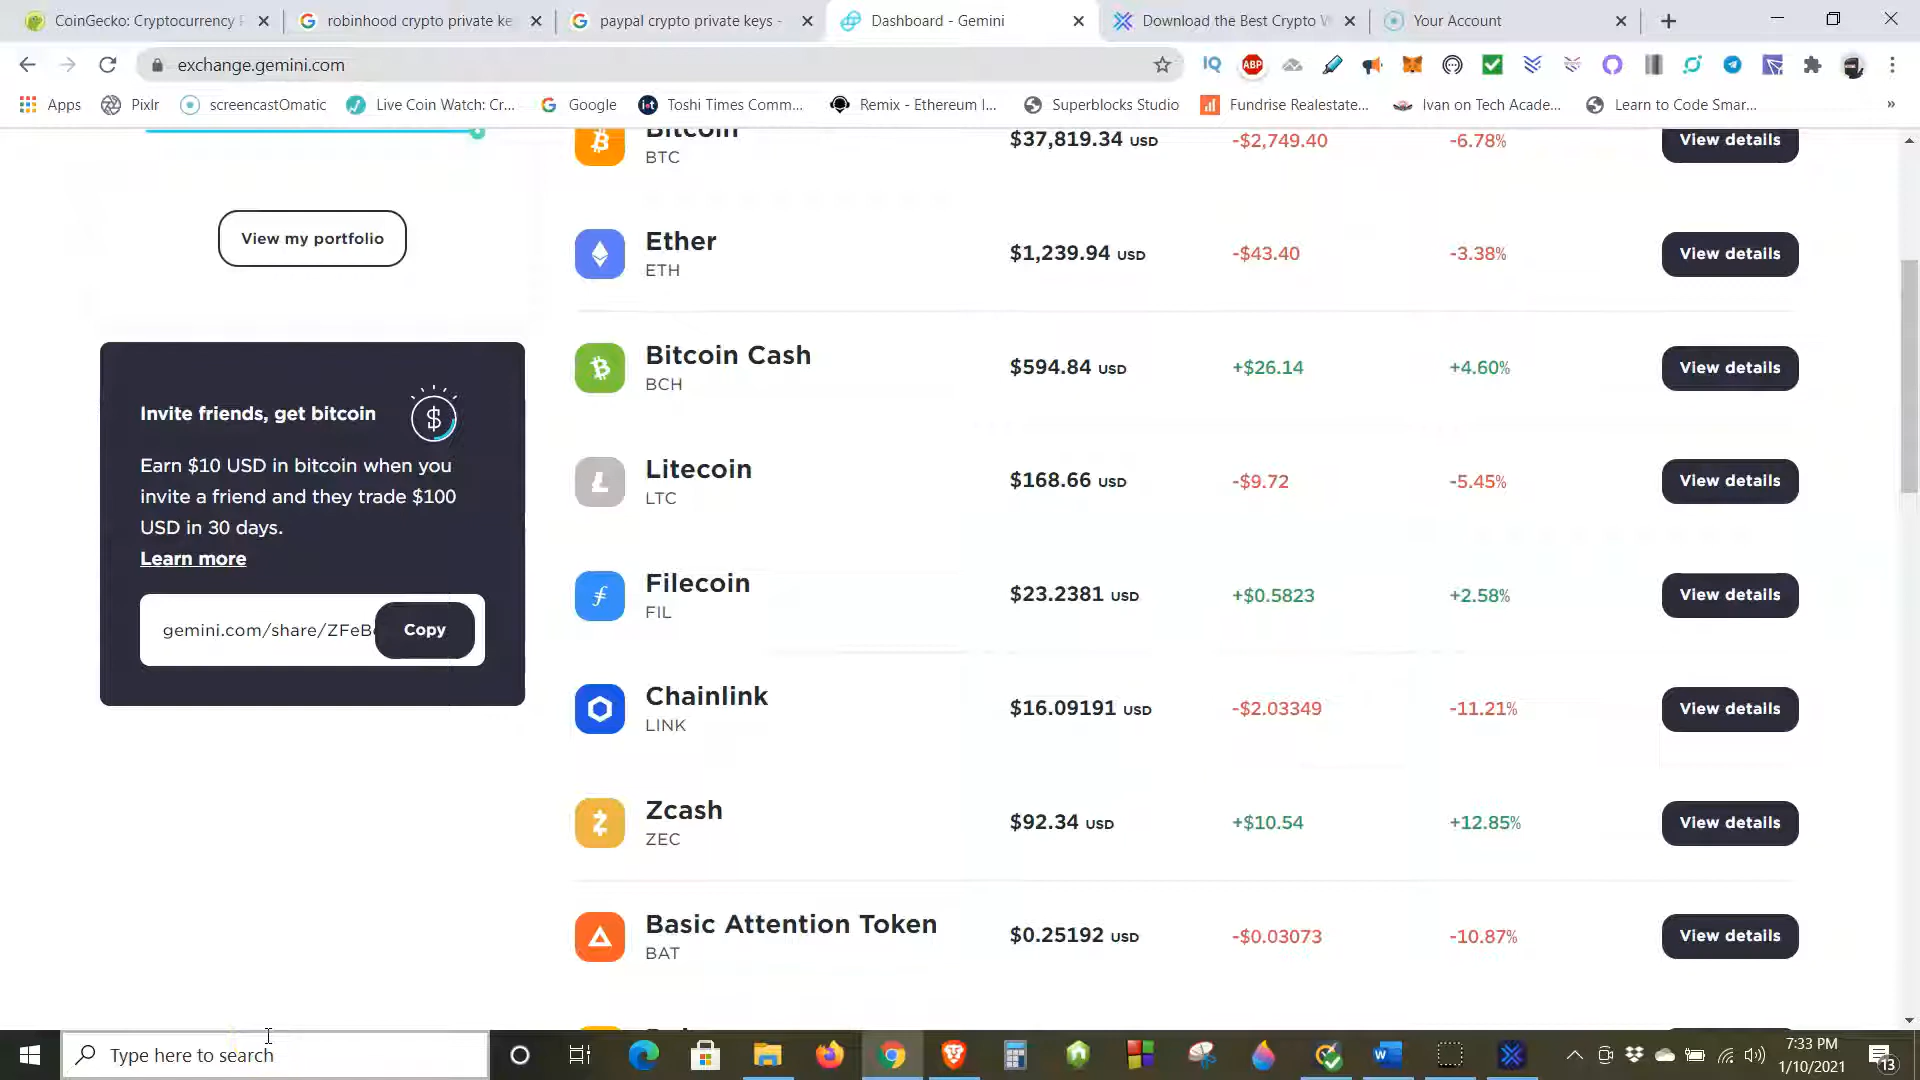 CoinGecko: Cryptocurrency
robinhood crypto private ke
paypal crypto private keys -
Dashboard - Gemini
Download the Best Crypto W
Your Account
exchange.gemini.com
IQ
ABP
Apps
Pixlr
screencastOmatic
Live Coin Watch: Cr...
Google
Toshi Times Comm...
Remix - Ethereum I...
Superblocks Studio
Fundrise Realestate...
Ivan on Tech Acade...
Learn to Code Smar...
»
View my portfolio
Invite friends, get bitcoin
Earn $10 USD in bitcoin when you
invite a friend and they trade $100
USD in 30 days.
Learn more
gemini.com/share/ZFeB
Copy
Bitcoin
BTC
$37,819.34 USD
-$2,749.40
-6.78%
View details
Ether
ETH
$1,239.94 USD
-$43.40
-3.38%
View details
Bitcoin Cash
BCH
$594.84 USD
+$26.14
+4.60%
View details
Litecoin
LTC
$168.66 USD
-$9.72
-5.45%
View details
Filecoin
FIL
$23.2381 USD
+$0.5823
+2.58%
View details
Chainlink
LINK
$16.09191 USD
-$2.03349
-11.21%
View details
Zcash
ZEC
$92.34 USD
+$10.54
+12.85%
View details
Basic Attention Token
BAT
$0.25192 USD
-$0.03073
-10.87%
View details
Type here to search
7:33 PM
1/10/2021
13